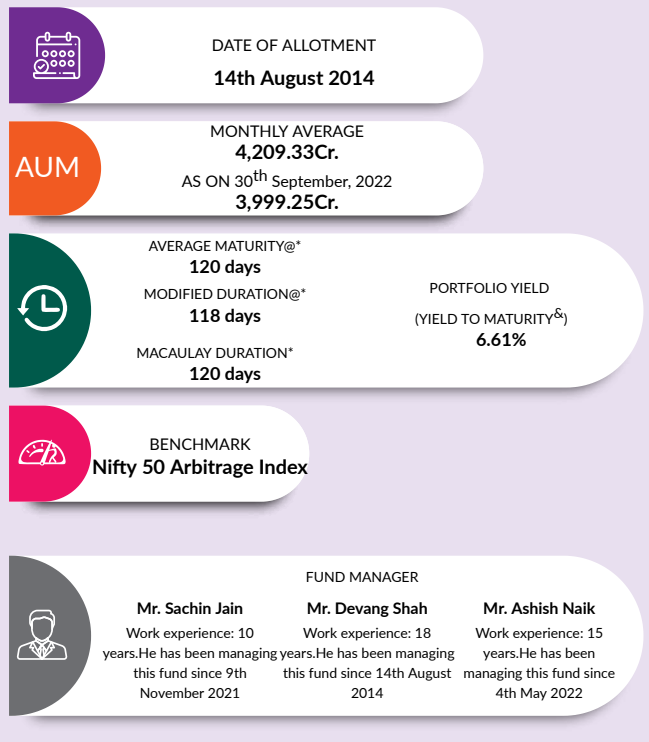 DATE OF ALLOTMENT
14th August 2014
AUM
MONTHLY AVERAGE
4,209.33Cr.
AS ON 30th September, 2022
3,999.25Cr.
AVERAGE MATURITY@*
120 days
MODIFIED DURATION@*
118 days
MACAULAY DURATION*
120 days
PORTFOLIO YIELD
(YIELD TO MATURITY&)
6.61%
BENCHMARK
Nifty 50 Arbitrage Index
FUND MANAGER
Mr. Sachin Jain
Work experience: 10
years.He has been managing
this fund since 9th
November 2021
Mr. Devang Shah
Work experience: 18
years.He has been managing
this fund since 14th August
2014
Mr. Ashish Naik
Work experience: 15
years.He has been
managing this fund since
4th May 2022